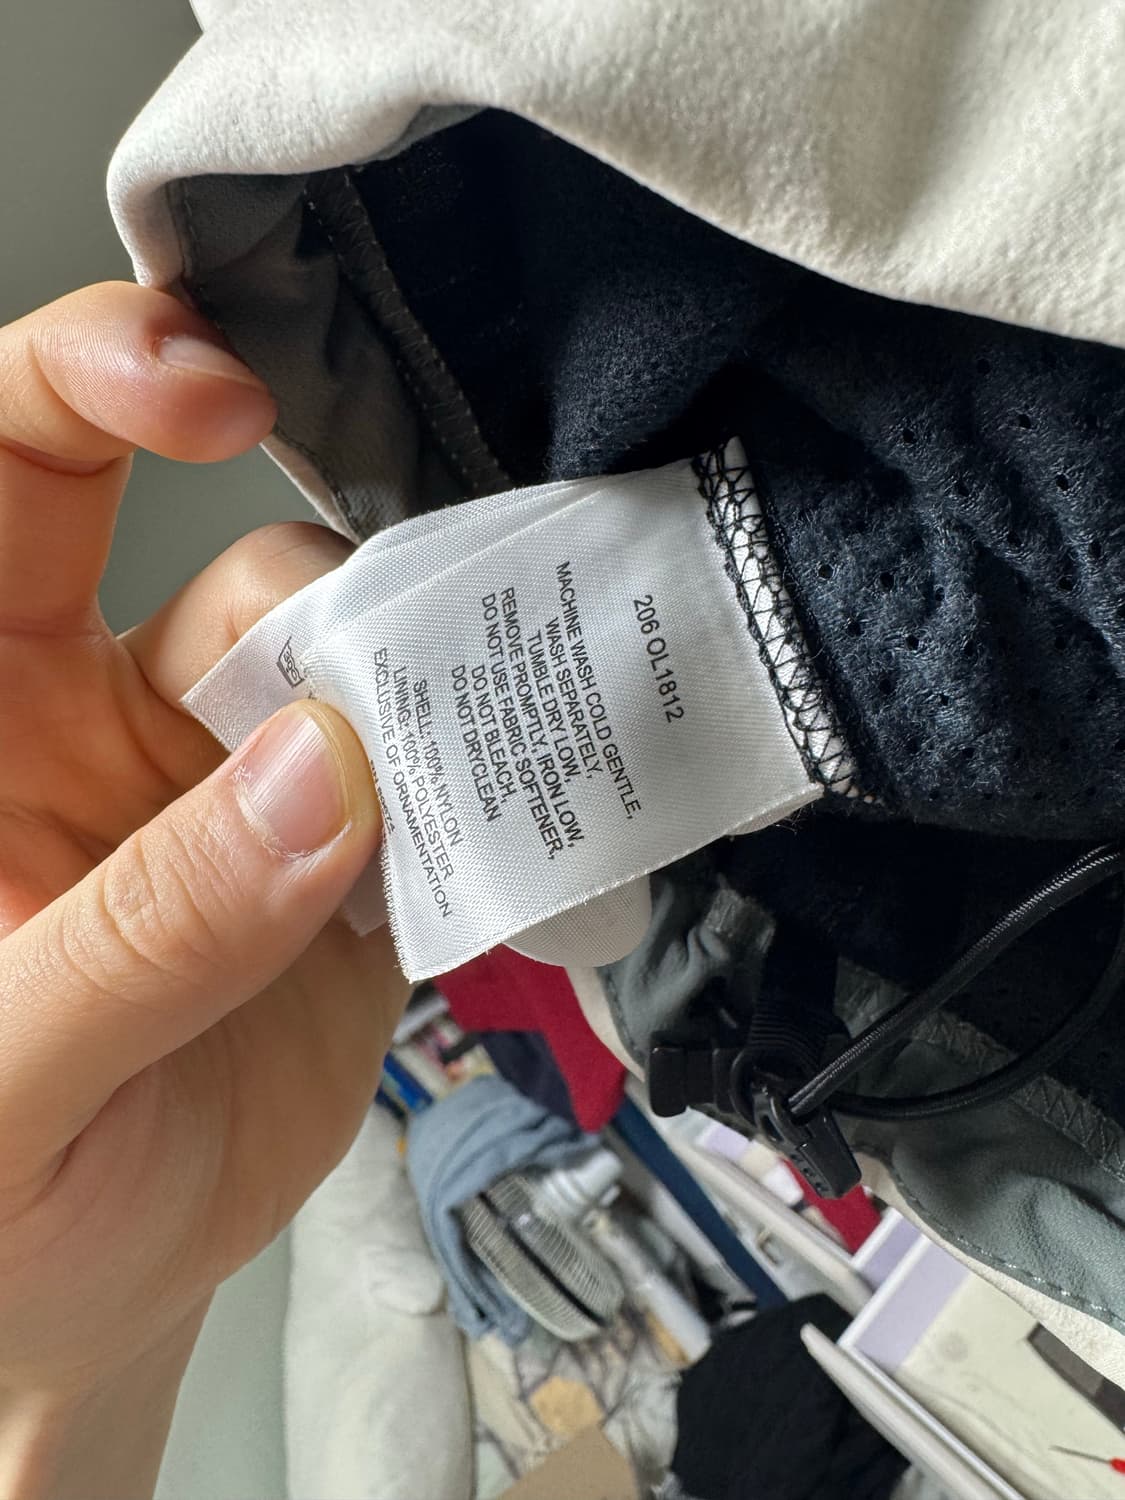 206 OL1812
MACHINE WASH COLD GENTLE,
WASH SEPARATELY,
TUMBLE DRY LOW,
REMOVE PROMPTLY, IRON LOW,
DO NOT USE FABRIC SOFTENER,
DO NOT BLEACH,
DO NOT DRYCLEAN
SHELL: 100% NYLON
LINING: 100% POLYESTER
EXCLUSIVE OF ORNAMENTATION